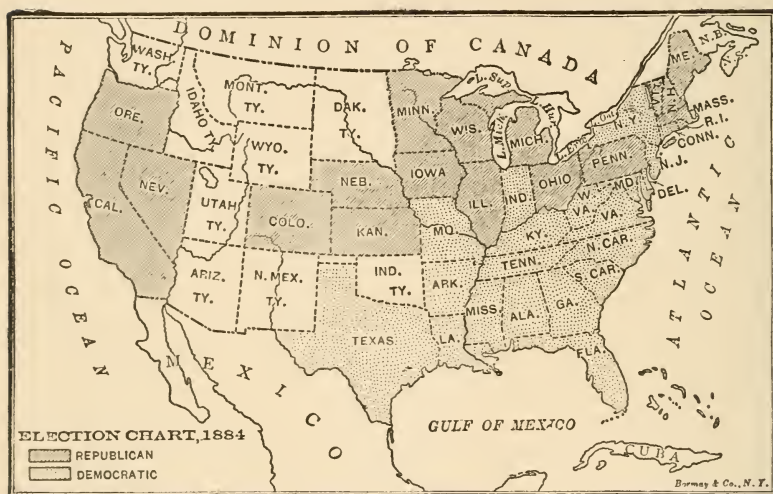 DOMINION OF CANADA
N.B.
N.S.
PACIFIC OCEAN
WASH. TY.
MONT. TY.
DAK. TY.
IDAHO TY.
ORE.
WYO. TY.
MINN.
WIS.
L. Sup.
L. Mich.
L. Hur.
MICH.
L. Erie
L. Ont.
ME.
N.H.
N.Y.
MASS.
R.I.
CONN.
NEV.
CAL.
UTAH TY.
COLO.
NEB.
KAN.
IOWA
ILL.
IND.
OHIO
PENN.
N.J.
DEL.
MD.
W. VA.
VA.
MO.
KY.
ARIZ. TY.
N. MEX. TY.
IND. TY.
ARK.
TENN.
N. CAR.
S. CAR.
TEXAS
LA.
MISS.
ALA.
GA.
FLA.
ATLANTIC OCEAN
MEXICO
GULF OF MEXICO
CUBA
ELECTION CHART, 1884
REPUBLICAN
DEMOCRATIC
Bormay & Co., N.Y.